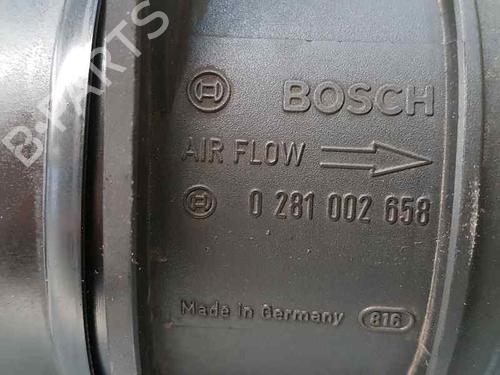 BOSCH
AIR FLOW
0 281 002 658
Made in Germany 816
B-PARTS